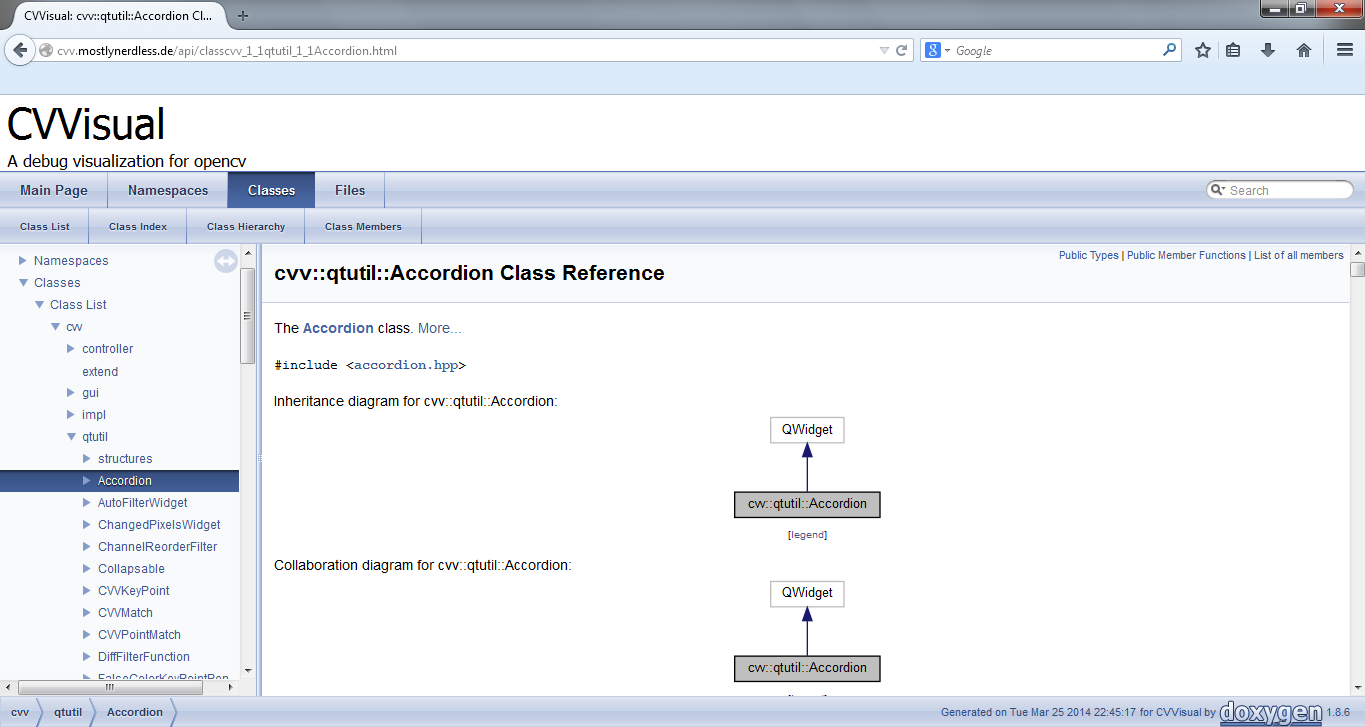 CVVisual: cvv::qtutil::Accordion Cl...
cvv.mostlynerdless.de/api/classcvv_1_1qtutil_1_1Accordion.html
8
Google
CVVisual
A debug visualization for opencv
Main Page
Namespaces
Classes
Files
Search
Class List
Class Index
Class Hierarchy
Class Members
Namespaces
Classes
Class List
cvv
controller
extend
gui
impl
qtutil
structures
Accordion
AutoFilterWidget
ChangedPixelsWidget
ChannelReorderFilter
Collapsable
CVVKeyPoint
CVVMatch
CVVPointMatch
DiffFilterFunction
Public Types | Public Member Functions | List of all members
cvv::qtutil::Accordion Class Reference
The Accordion class. More...
#include <accordion.hpp>
Inheritance diagram for cvv::qtutil::Accordion:
QWidget
cvv::qtutil::Accordion
[legend]
Collaboration diagram for cvv::qtutil::Accordion:
QWidget
cvv::qtutil::Accordion
cvv
qtutil
Accordion
Generated on Tue Mar 25 2014 22:45:17 for CVVisual by doxygen 1.8.6